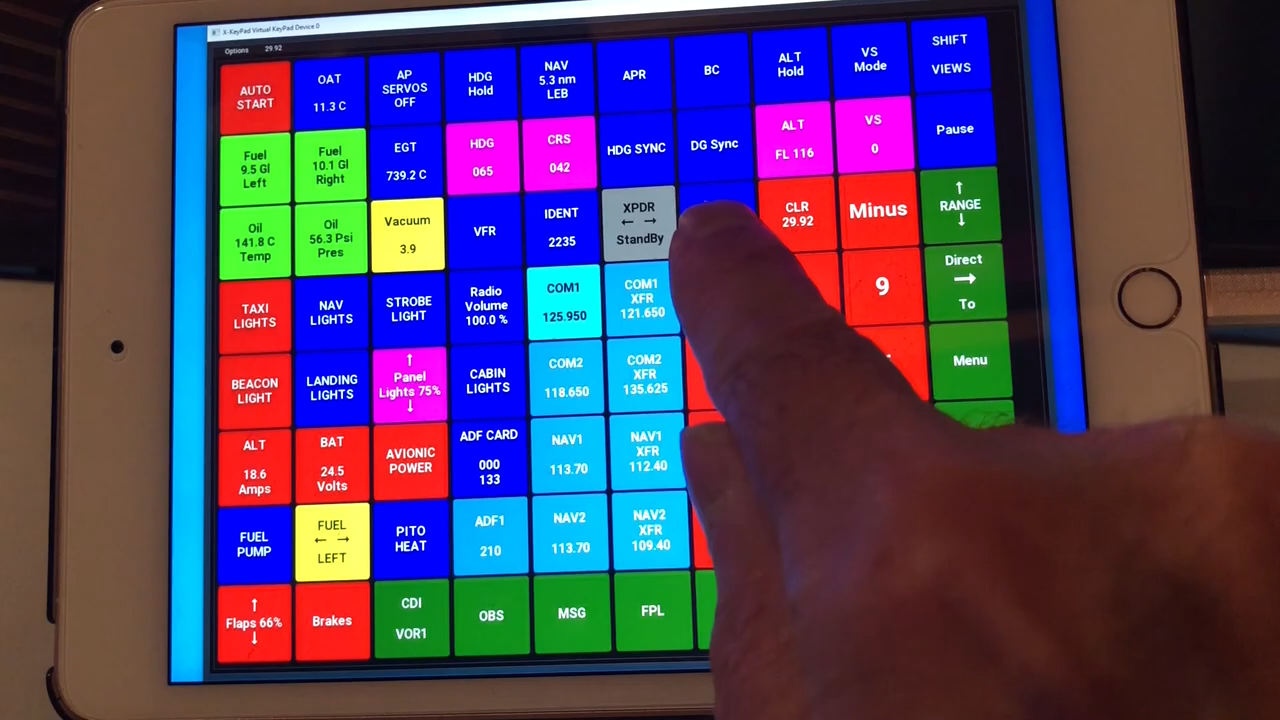 X-KeyPad Virtual KeyPad Device 0
Options 29.92
AUTO
START
OAT
11.3 C
AP
SERVOS
OFF
HDG
Hold
NAV
5.3 nm
LEB
APR
BC
ALT
Hold
VS
Mode
SHIFT
VIEWS
Fuel
9.5 Gl
Left
Fuel
10.1 Gl
Right
EGT
739.2 C
HDG
065
CRS
042
HDG SYNC
DG Sync
ALT
FL 116
VS
0
Pause
Oil
141.8 C
Temp
Oil
56.3 Psi
Pres
Vacuum
3.9
VFR
IDENT
2235
XPDR
← →
StandBy
CLR
29.92
Minus
↑
RANGE
↓
TAXI
LIGHTS
NAV
LIGHTS
STROBE
LIGHT
Radio
Volume
100.0 %
COM1
125.950
COM1
XFR
121.650
9
Direct
→
To
BEACON
LIGHT
LANDING
LIGHTS
↑
Panel
Lights 75%
↓
CABIN
LIGHTS
COM2
118.650
COM2
XFR
135.625
Menu
ALT
18.6
Amps
BAT
24.5
Volts
AVIONIC
POWER
ADF CARD
000
133
NAV1
113.70
NAV1
XFR
112.40
FUEL
PUMP
FUEL
← →
LEFT
PITO
HEAT
ADF1
210
NAV2
113.70
NAV2
XFR
109.40
↑
Flaps 66%
↓
Brakes
CDI
VOR1
OBS
MSG
FPL